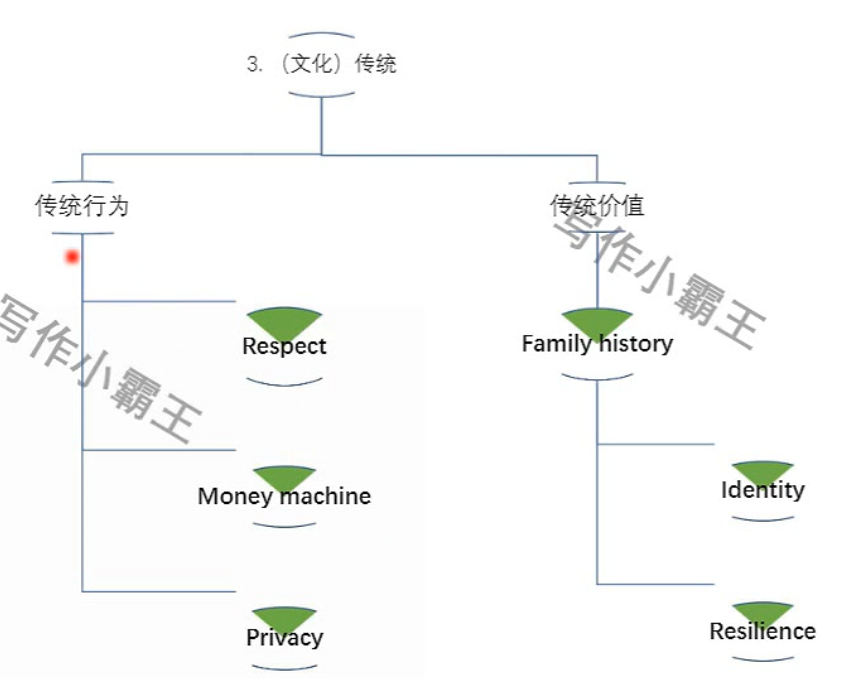 3. （文化）传统
传统行为
传统价值
写作小霸王
写作小霸王
Respect
Family history
Money machine
Identity
Privacy
Resilience